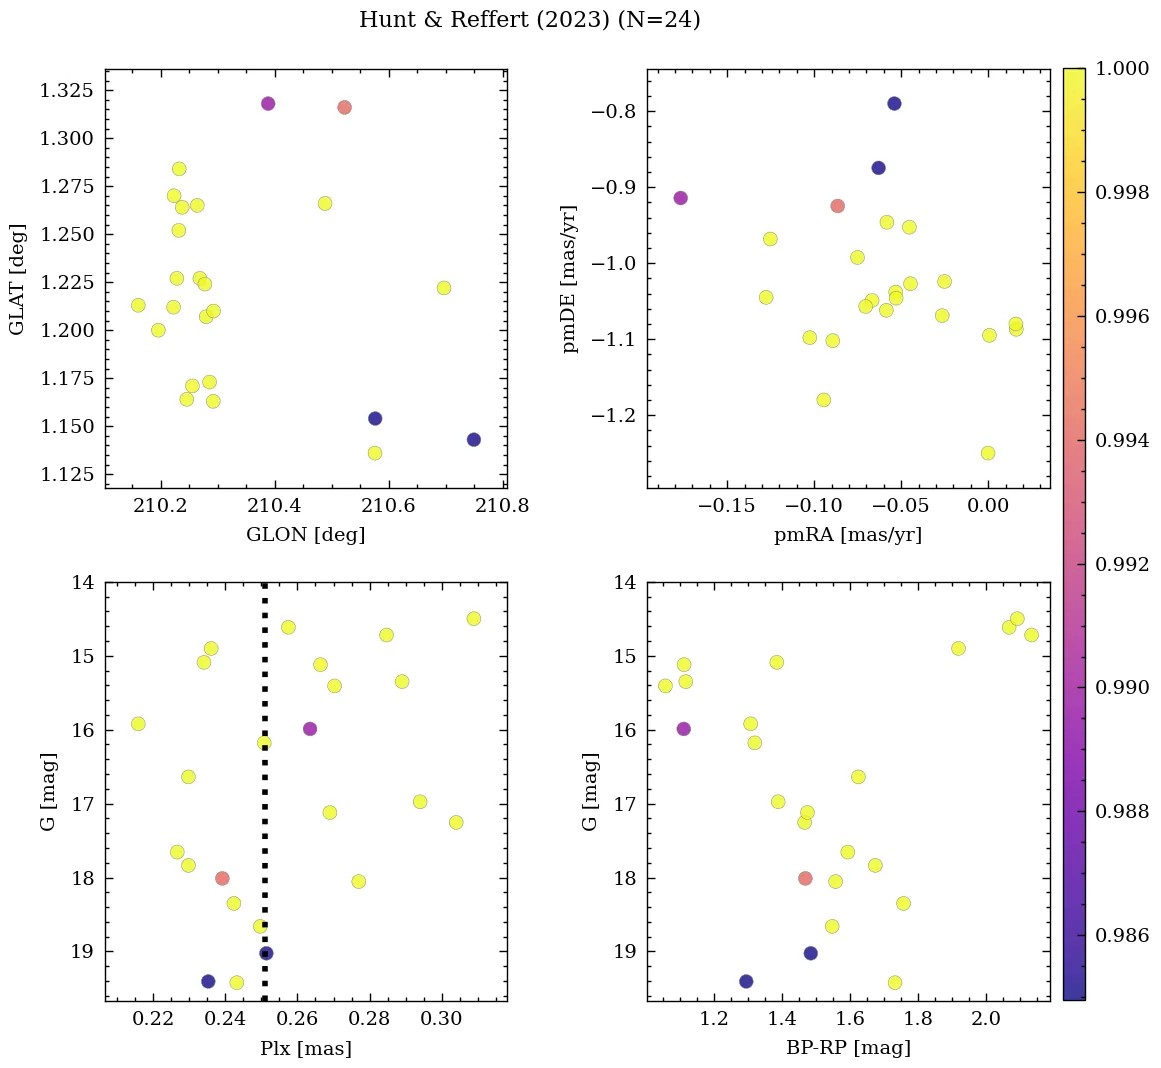 Hunt & Reffert (2023) (N=24)
1.325
1.300
1.275
1.250
1.225
1.200
1.175
1.150
1.125
GLAT [deg]
210.2 210.4 210.6 210.8
GLON [deg]
−0.8
−0.9
−1.0
−1.1
−1.2
pmDE [mas/yr]
−0.15 −0.10 −0.05 0.00
pmRA [mas/yr]
14
15
16
17
18
19
G [mag]
0.22 0.24 0.26 0.28 0.30
Plx [mas]
14
15
16
17
18
19
G [mag]
1.2 1.4 1.6 1.8 2.0
BP-RP [mag]
1.000
0.998
0.996
0.994
0.992
0.990
0.988
0.986